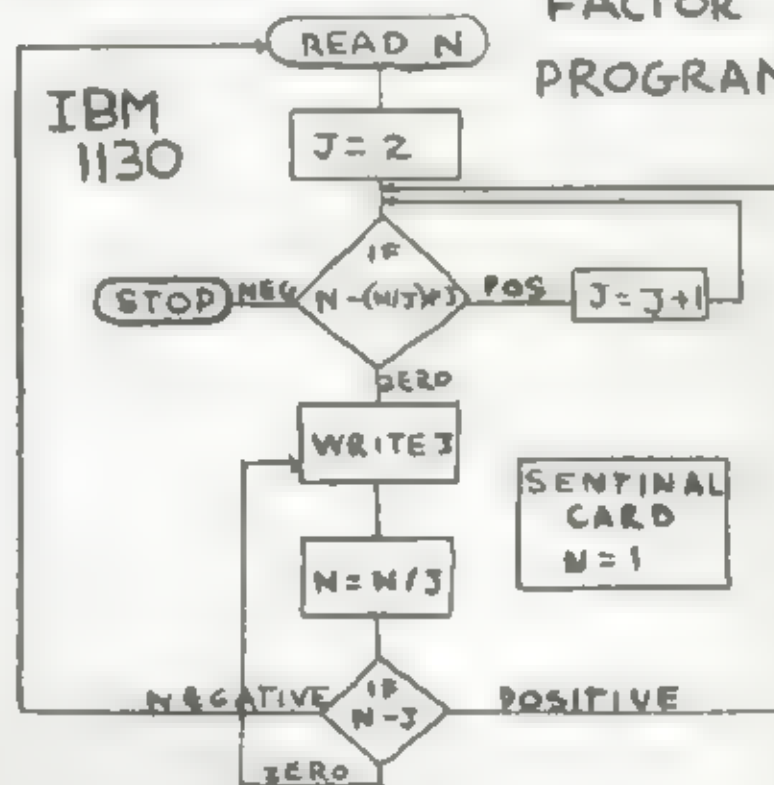 FACTOR
PROGRAM
IBM
1130
READ N
J = 2
IF
N-(N/J)*J
NEG
STOP
POS
J = J+1
ZERO
WRITE J
N = N/J
IF
N-J
NEGATIVE
POSITIVE
ZERO
SENTINAL
CARD
N = 1